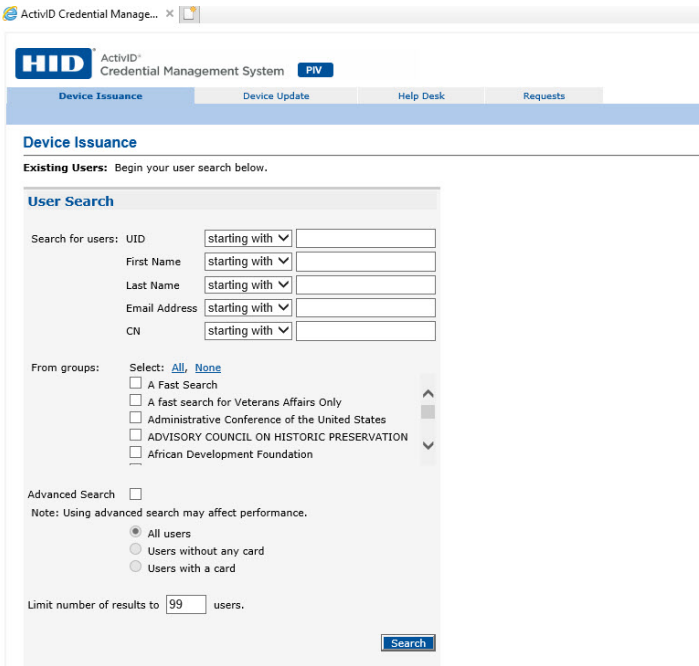 ActivID Credential Manage...
HID
ActivID®
Credential Management System PIV
Device Issuance Device Update Help Desk Requests
Device Issuance
Existing Users: Begin your user search below.
User Search
Search for users: UID starting with
First Name starting with
Last Name starting with
Email Address starting with
CN starting with
From groups: Select: All, None
A Fast Search
A fast search for Veterans Affairs Only
Administrative Conference of the United States
ADVISORY COUNCIL ON HISTORIC PRESERVATION
African Development Foundation
Advanced Search
Note: Using advanced search may affect performance.
All users
Users without any card
Users with a card
Limit number of results to 99 users.
Search